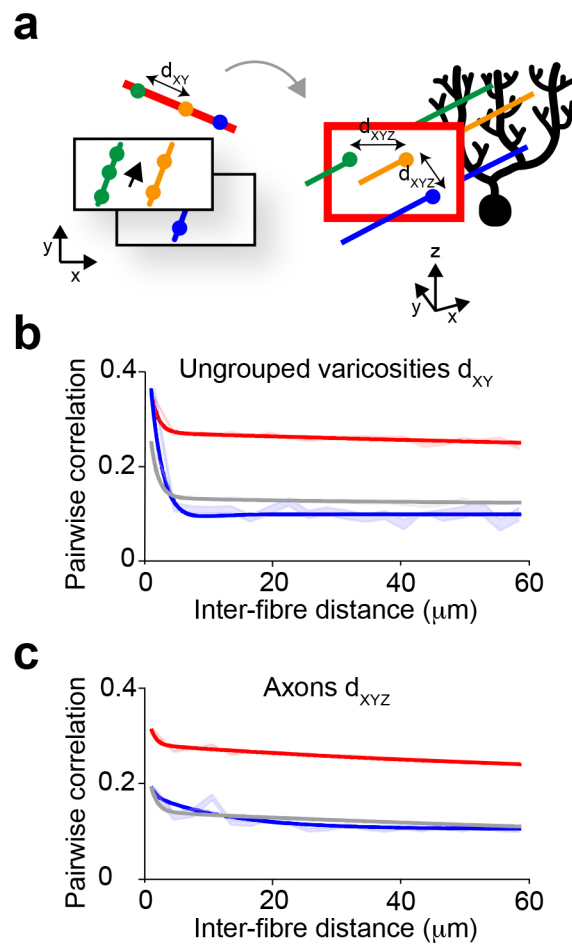 a
d_XY
d_XYZ
d_XYZ
y
x
z
y
x
b
Ungrouped varicosities d_XY
Pairwise correlation
0.4
0.2
0
0
20
40
60
Inter-fibre distance (μm)
c
Axons d_XYZ
Pairwise correlation
0.4
0.2
0
0
20
40
60
Inter-fibre distance (μm)